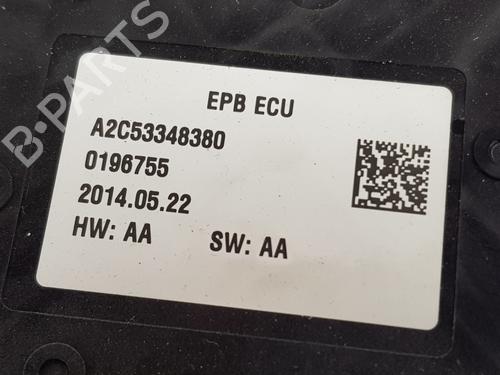 B-PARTS
EPB ECU
A2C53348380
0196755
2014.05.22
HW: AA SW: AA